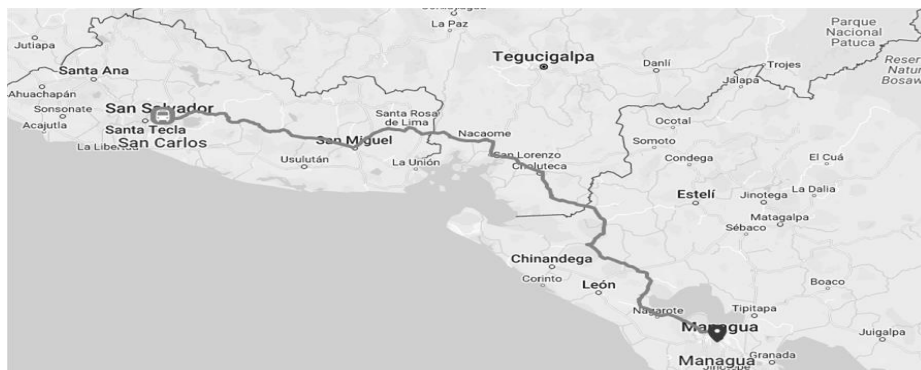 La Paz
Parque
Nacional
Patuca
Jutiapa
Tegucigalpa
Danlí
Trojes
Santa Ana
Jalapa
Reser
Natur
Bosaw
Ahuachapán
San Salvador
Sonsonate
Santa Rosa
de Lima
Ocotal
Acajutla
Santa Tecla
San Carlos
San Miguel
Nacaome
Somoto
La Libertad
San Lorenzo
Condega
El Cuá
Usulután
La Unión
Choluteca
Estelí
Jinotega
La Dalia
Matagalpa
Sébaco
Chinandega
Corinto
León
Boaco
Nagarote
Tipitapa
Managua
Juigalpa
Managua
Granada